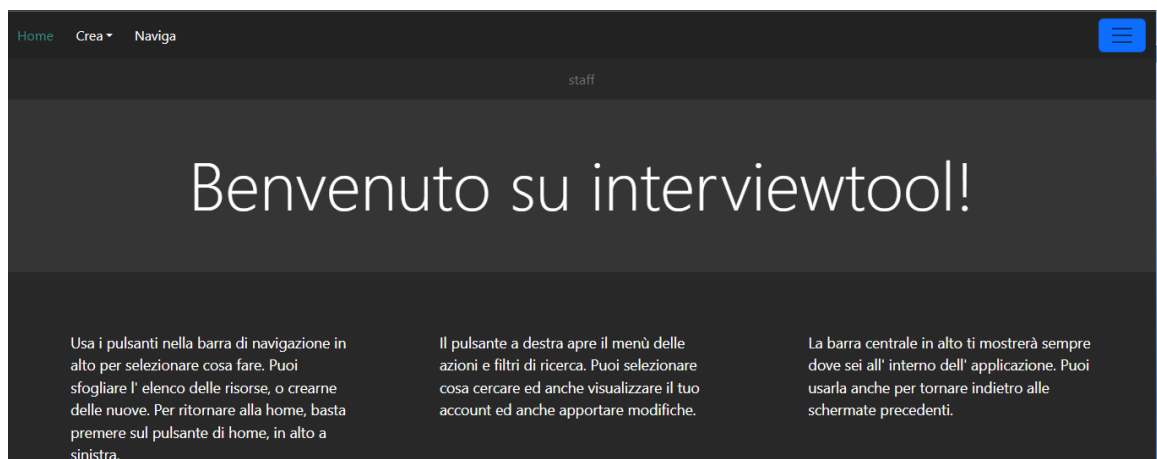 Home Crea Naviga
staff
Benvenuto su interviewtool!
Usa i pulsanti nella barra di navigazione in
alto per selezionare cosa fare. Puoi
sfogliare l' elenco delle risorse, o crearne
delle nuove. Per ritornare alla home, basta
premere sul pulsante di home, in alto a
sinistra.
Il pulsante a destra apre il menù delle
azioni e filtri di ricerca. Puoi selezionare
cosa cercare ed anche visualizzare il tuo
account ed anche apportare modifiche.
La barra centrale in alto ti mostrerà sempre
dove sei all' interno dell' applicazione. Puoi
usarla anche per tornare indietro alle
schermate precedenti.